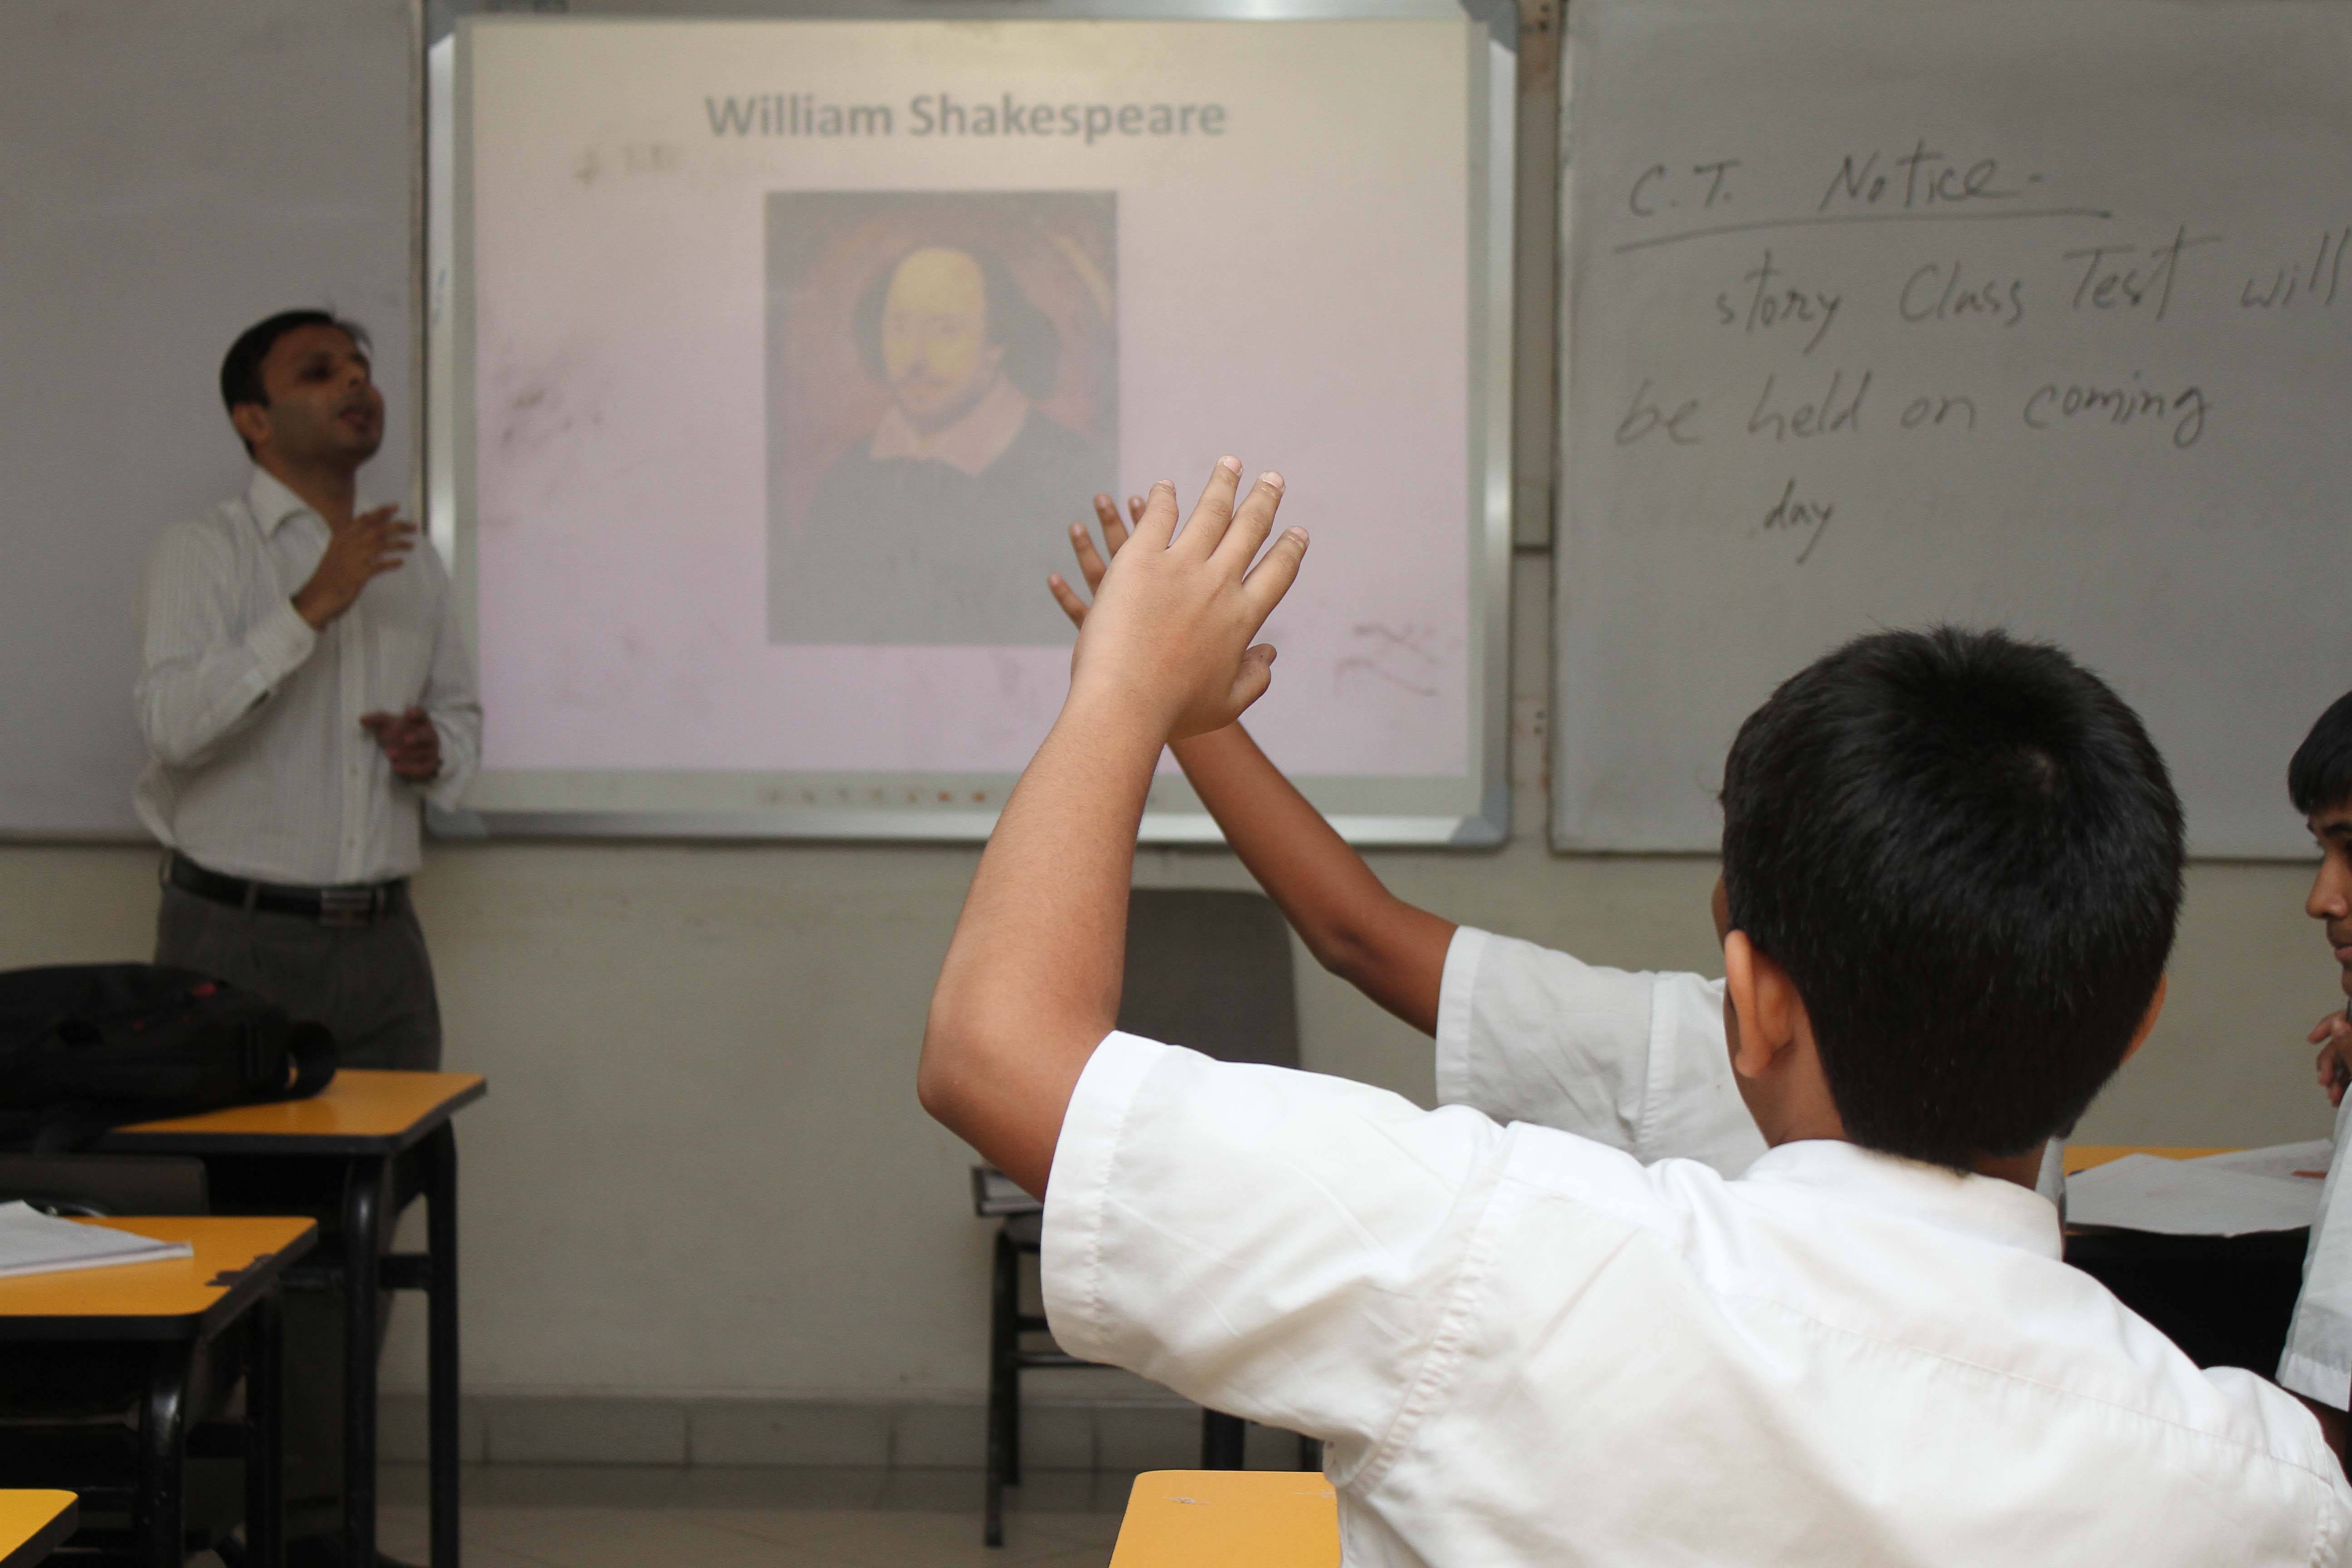 William Shakespeare
C.T. Notice.
story Class Test will
be held on coming
day